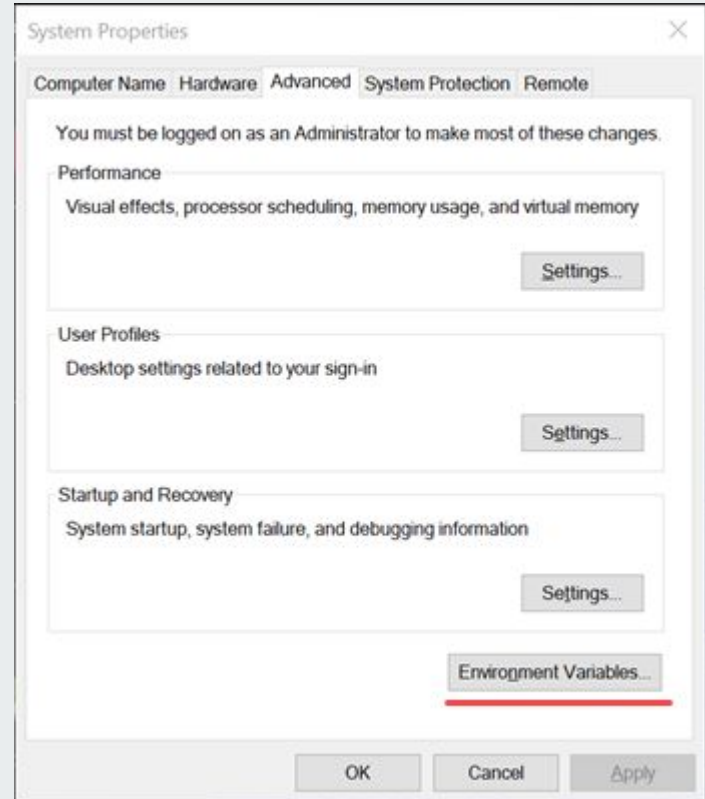 System Properties
Computer Name Hardware Advanced System Protection Remote
You must be logged on as an Administrator to make most of these changes.
Performance
Visual effects, processor scheduling, memory usage, and virtual memory
Settings...
User Profiles
Desktop settings related to your sign-in
Settings...
Startup and Recovery
System startup, system failure, and debugging information
Settings...
Environment Variables...
OK Cancel Apply